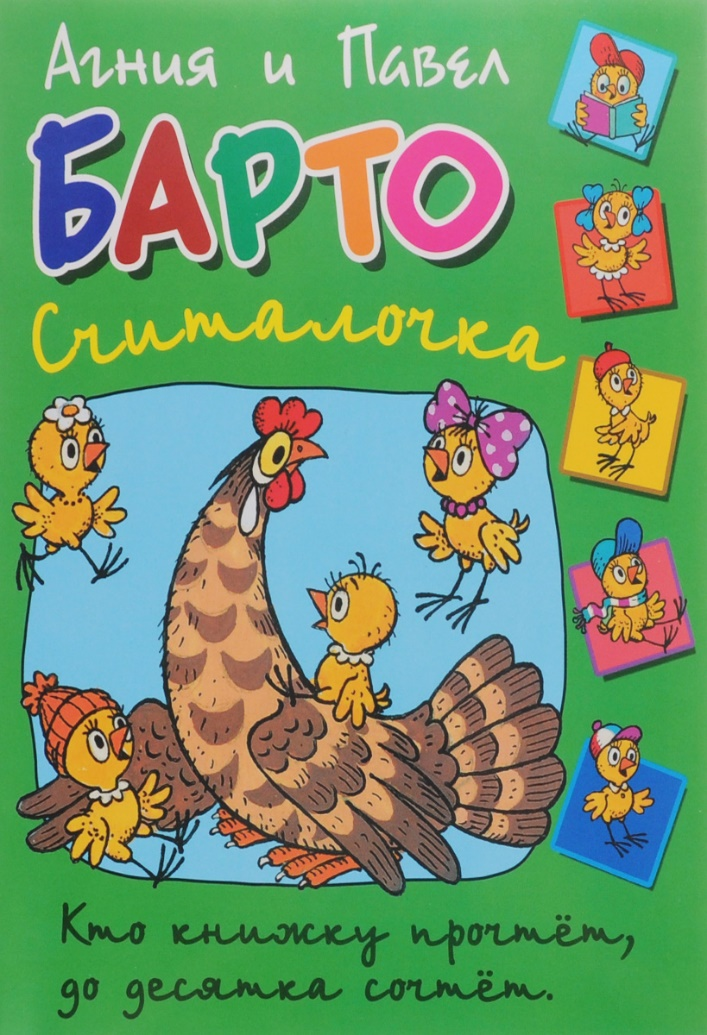 Агния и Павел
БАРТО
Считалочка
Кто книжку прочтёт,
до десятка сочтёт.